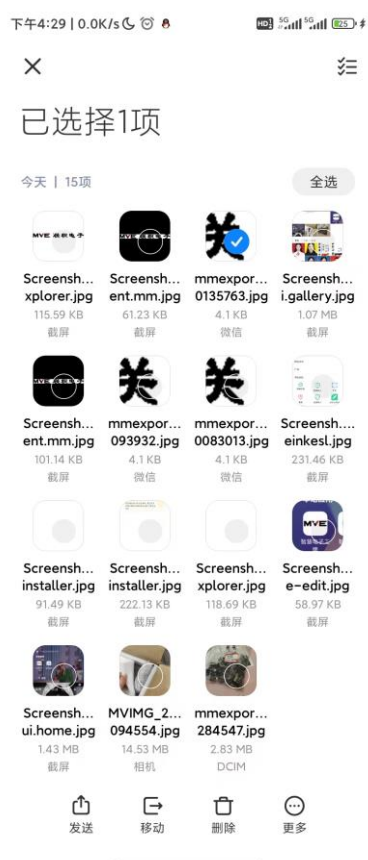 下午4:29 | 0.0K/s
HD 5G 5G 25
已选择1项
今天 | 15项
全选
Screensh... Screensh... mmexpor... Screensh...
xplorer.jpg ent.mm.jpg 0135763.jpg i.gallery.jpg
115.59 KB 61.23 KB 4.1 KB 1.07 MB
截屏 截屏 微信 截屏
Screensh... mmexpor... mmexpor... Screensh....
ent.mm.jpg 093932.jpg 0083013.jpg einkesl.jpg
101.14 KB 4.1 KB 4.1 KB 231.46 KB
截屏 微信 微信 截屏
MVE
Screensh... Screensh... Screensh... Screensh...
installer.jpg installer.jpg xplorer.jpg e-edit.jpg
91.49 KB 222.13 KB 118.69 KB 58.97 KB
截屏 截屏 截屏 截屏
Screensh... MVIMG_2... mmexpor...
ui.home.jpg 094554.jpg 284547.jpg
1.43 MB 14.53 MB 2.83 MB
截屏 相机 DCIM
发送 移动 删除 更多